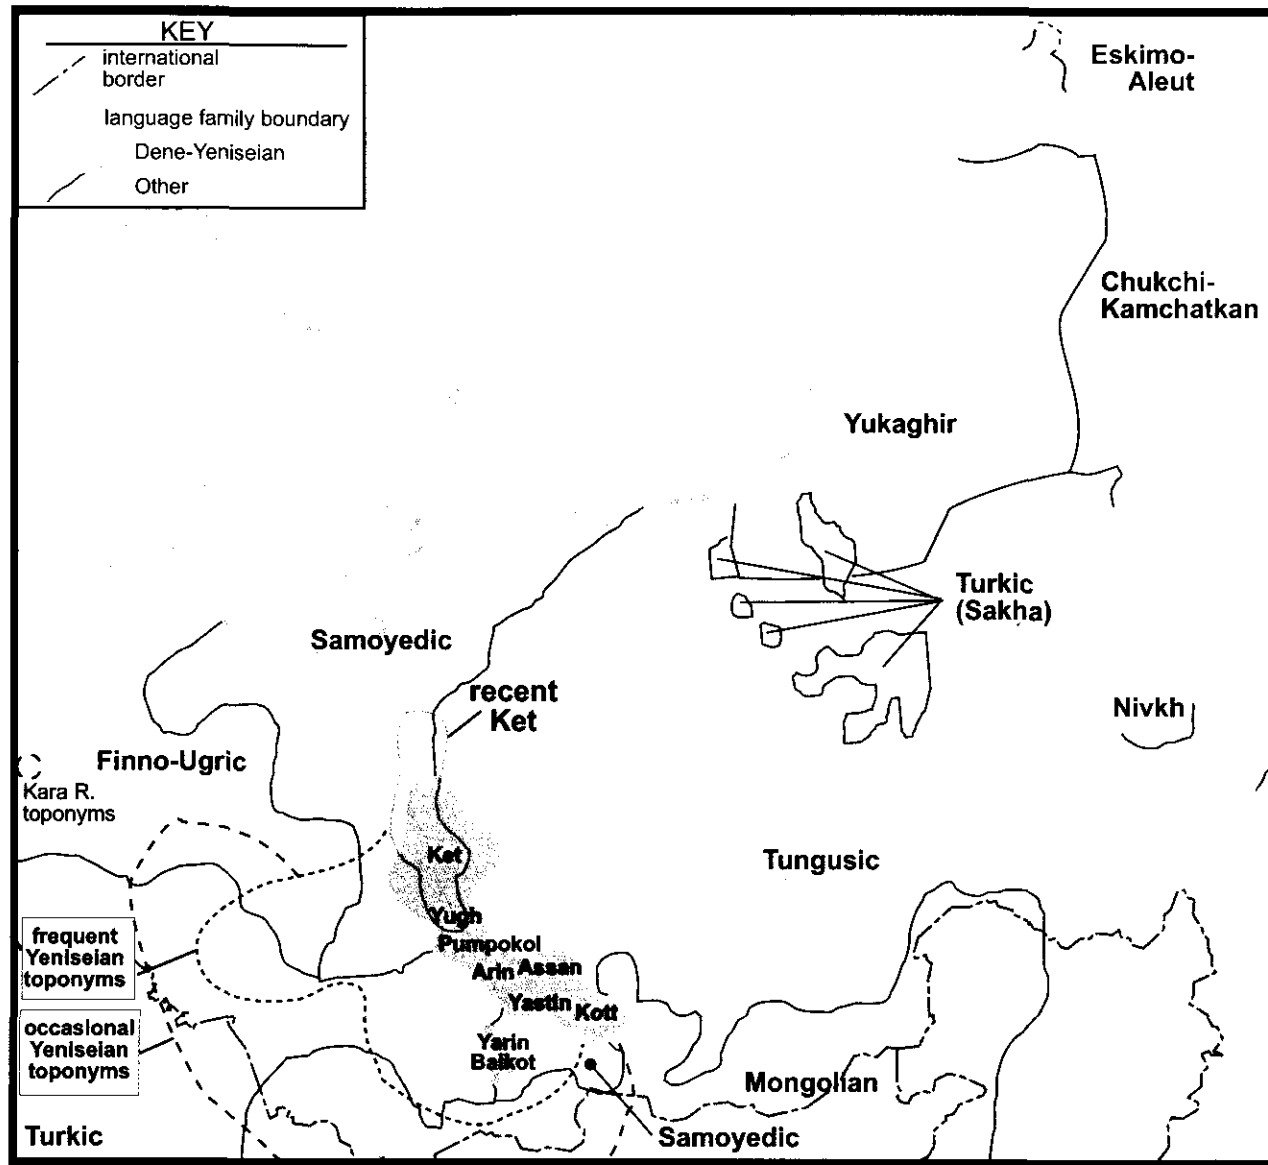 KEY
international
border
language family boundary
Dene-Yeniseian
Other
Eskimo-
Aleut
Chukchi-
Kamchatkan
Yukaghir
Turkic
(Sakha)
Samoyedic
recent
Ket
Nivkh
Finno-Ugric
Kara R.
toponyms
Ket
Tungusic
Yugh
frequent
Yeniseian
toponyms
Pumpokol
Arin
Assan
Yastin
Kott
occasional
Yeniseian
toponyms
Yarin
Baikot
Mongolian
Turkic
Samoyedic